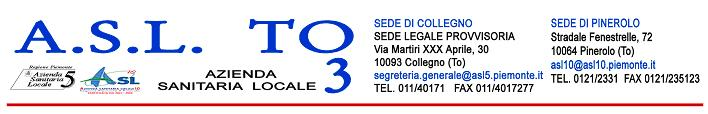 A.S.L. TO
3
AZIENDA
SANITARIA LOCALE
Regione Piemonte
Azienda
Sanitaria
Locale 5
ASL 10
SEDE DI COLLEGNO
SEDE LEGALE PROVVISORIA
Via Martiri XXX Aprile, 30
10093 Collegno (To)
segreteria.generale@asl5.piemonte.it
TEL. 011/40171 FAX 011/4017277
SEDE DI PINEROLO
Stradale Fenestrelle, 72
10064 Pinerolo (To)
asl10@asl10.piemonte.it
TEL. 0121/2331 FAX 0121/235123